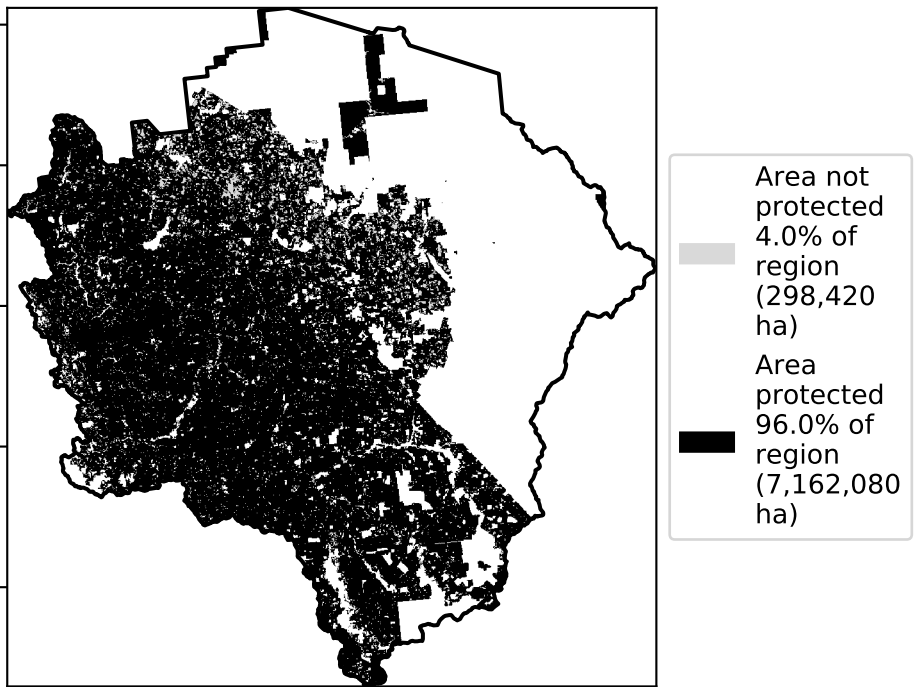 Area not
protected
4.0% of
region
(298,420
ha)
Area
protected
96.0% of
region
(7,162,080
ha)